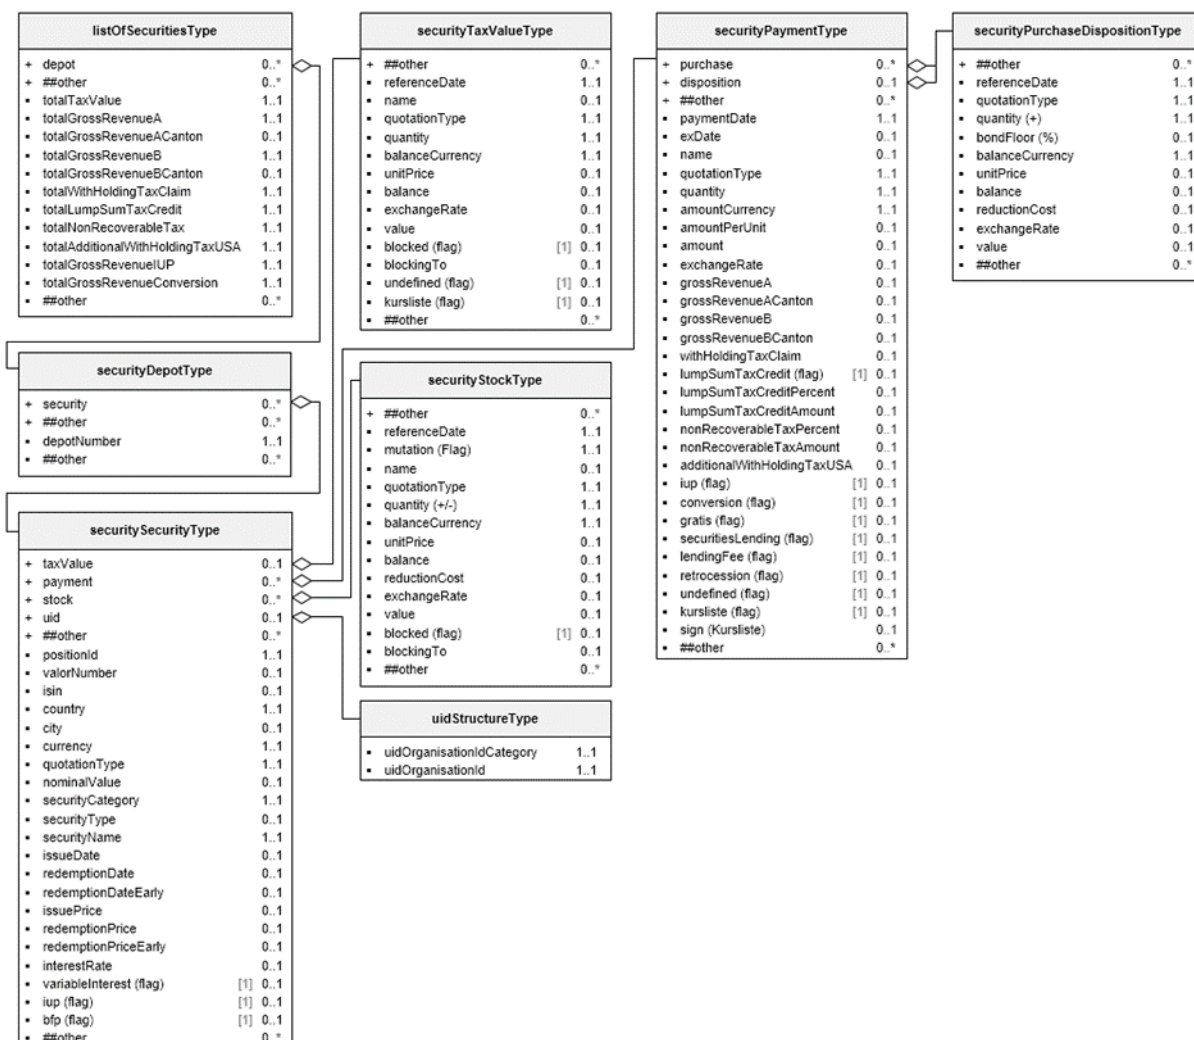 listOfSecuritiesType
+ depot 0..*
+ ##other 0..*
▪ totalTaxValue 1..1
▪ totalGrossRevenueA 1..1
▪ totalGrossRevenueACanton 0..1
▪ totalGrossRevenueB 1..1
▪ totalGrossRevenueBCanton 0..1
▪ totalWithHoldingTaxClaim 1..1
▪ totalLumpSumTaxCredit 1..1
▪ totalNonRecoverableTax 1..1
▪ totalAdditionalWithHoldingTaxUSA 1..1
▪ totalGrossRevenueIUP 1..1
▪ totalGrossRevenueConversion 1..1
▪ ##other 0..*
securityDepotType
+ security 0..*
+ ##other 0..*
▪ depotNumber 1..1
▪ ##other 0..*
securitySecurityType
+ taxValue 0..1
+ payment 0..*
+ stock 0..*
+ uid 0..1
+ ##other 0..*
▪ positionId 1..1
▪ valorNumber 0..1
▪ isin 0..1
▪ country 1..1
▪ city 0..1
▪ currency 1..1
▪ quotationType 1..1
▪ nominalValue 0..1
▪ securityCategory 1..1
▪ securityType 0..1
▪ securityName 1..1
▪ issueDate 0..1
▪ redemptionDate 0..1
▪ redemptionDateEarly 0..1
▪ issuePrice 0..1
▪ redemptionPrice 0..1
▪ redemptionPriceEarly 0..1
▪ interestRate 0..1
▪ variableInterest (flag) [1] 0..1
▪ iup (flag) [1] 0..1
▪ bfp (flag) [1] 0..1
▪ ##other 0..*
securityTaxValueType
+ ##other 0..*
▪ referenceDate 1..1
▪ name 0..1
▪ quotationType 1..1
▪ quantity 1..1
▪ balanceCurrency 1..1
▪ unitPrice 0..1
▪ balance 0..1
▪ exchangeRate 0..1
▪ value 0..1
▪ blocked (flag) [1] 0..1
▪ blockingTo 0..1
▪ undefined (flag) [1] 0..1
▪ kursliste (flag) [1] 0..1
▪ ##other 0..*
securityStockType
+ ##other 0..*
▪ referenceDate 1..1
▪ mutation (Flag) 1..1
▪ name 0..1
▪ quotationType 1..1
▪ quantity (+/-) 1..1
▪ balanceCurrency 1..1
▪ unitPrice 0..1
▪ balance 0..1
▪ reductionCost 0..1
▪ exchangeRate 0..1
▪ value 0..1
▪ blocked (flag) [1] 0..1
▪ blockingTo 0..1
▪ ##other 0..*
uidStructureType
▪ uidOrganisationIdCategory 1..1
▪ uidOrganisationId 1..1
securityPaymentType
+ purchase 0..*
+ disposition 0..1
+ ##other 0..*
▪ paymentDate 1..1
▪ exDate 0..1
▪ name 0..1
▪ quotationType 1..1
▪ quantity 1..1
▪ amountCurrency 1..1
▪ amountPerUnit 0..1
▪ amount 0..1
▪ exchangeRate 0..1
▪ grossRevenueA 0..1
▪ grossRevenueACanton 0..1
▪ grossRevenueB 0..1
▪ grossRevenueBCanton 0..1
▪ withHoldingTaxClaim 0..1
▪ lumpSumTaxCredit (flag) [1] 0..1
▪ lumpSumTaxCreditPercent 0..1
▪ lumpSumTaxCreditAmount 0..1
▪ nonRecoverableTaxPercent 0..1
▪ nonRecoverableTaxAmount 0..1
▪ additionalWithHoldingTaxUSA 0..1
▪ iup (flag) [1] 0..1
▪ conversion (flag) [1] 0..1
▪ gratis (flag) [1] 0..1
▪ securitiesLending (flag) [1] 0..1
▪ lendingFee (flag) [1] 0..1
▪ retrocession (flag) [1] 0..1
▪ undefined (flag) [1] 0..1
▪ kursliste (flag) [1] 0..1
▪ sign (Kursliste) 0..1
▪ ##other 0..*
securityPurchaseDispositionType
+ ##other 0..*
▪ referenceDate 1..1
▪ quotationType 1..1
▪ quantity (+) 1..1
▪ bondFloor (%) 0..1
▪ balanceCurrency 1..1
▪ unitPrice 0..1
▪ balance 0..1
▪ reductionCost 0..1
▪ exchangeRate 0..1
▪ value 0..1
▪ ##other 0..*